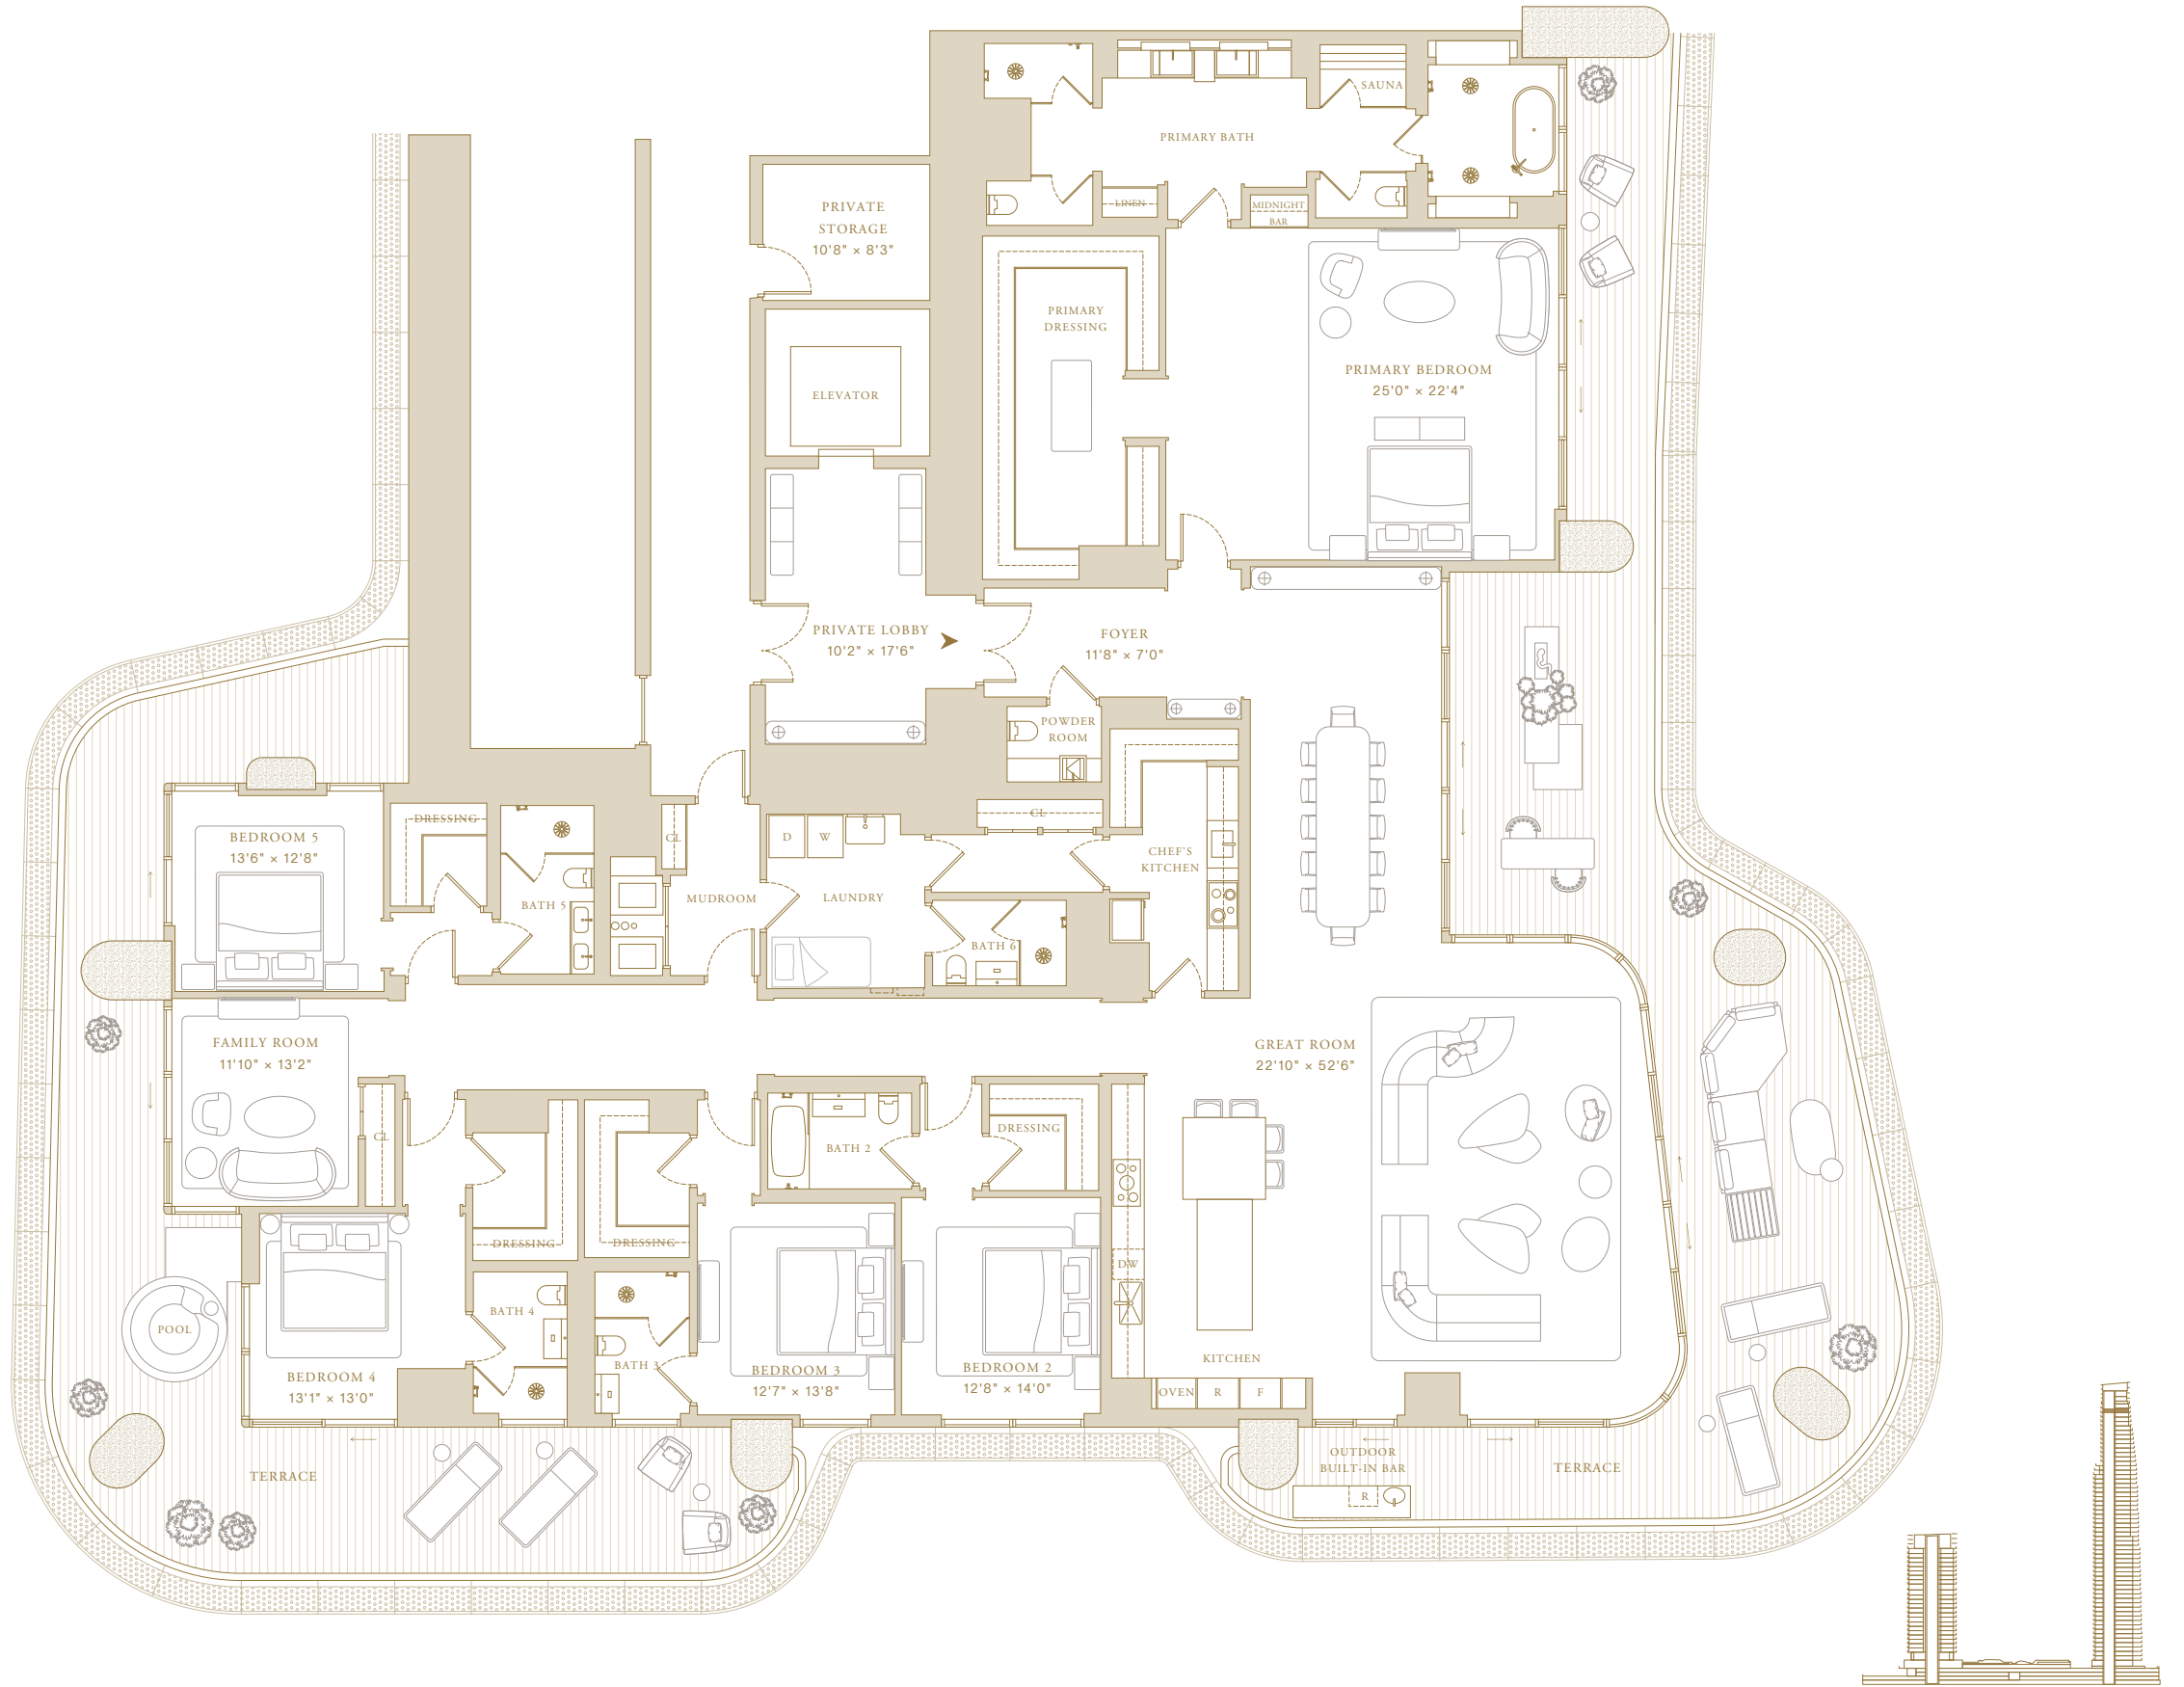 SAUNA
PRIMARY BATH
LINEN
MIDNIGHT
BAR
PRIVATE
STORAGE
10'8" × 8'3"
PRIMARY
DRESSING
ELEVATOR
PRIMARY BEDROOM
25'0" × 22'4"
PRIVATE LOBBY
10'2" × 17'6"
FOYER
11'8" × 7'0"
POWDER
ROOM
CL
DRESSING
BEDROOM 5
13'6" × 12'8"
CL
D
W
CHEF'S
KITCHEN
BATH 5
MUDROOM
LAUNDRY
BATH 6
FAMILY ROOM
11'10" × 13'2"
GREAT ROOM
22'10" × 52'6"
CL
BATH 2
DRESSING
DRESSING
DRESSING
DW
POOL
BATH 4
BATH 3
BEDROOM 4
13'1" × 13'0"
BEDROOM 3
12'7" × 13'8"
BEDROOM 2
12'8" × 14'0"
KITCHEN
OVEN
R
F
TERRACE
OUTDOOR
BUILT-IN BAR
R
TERRACE